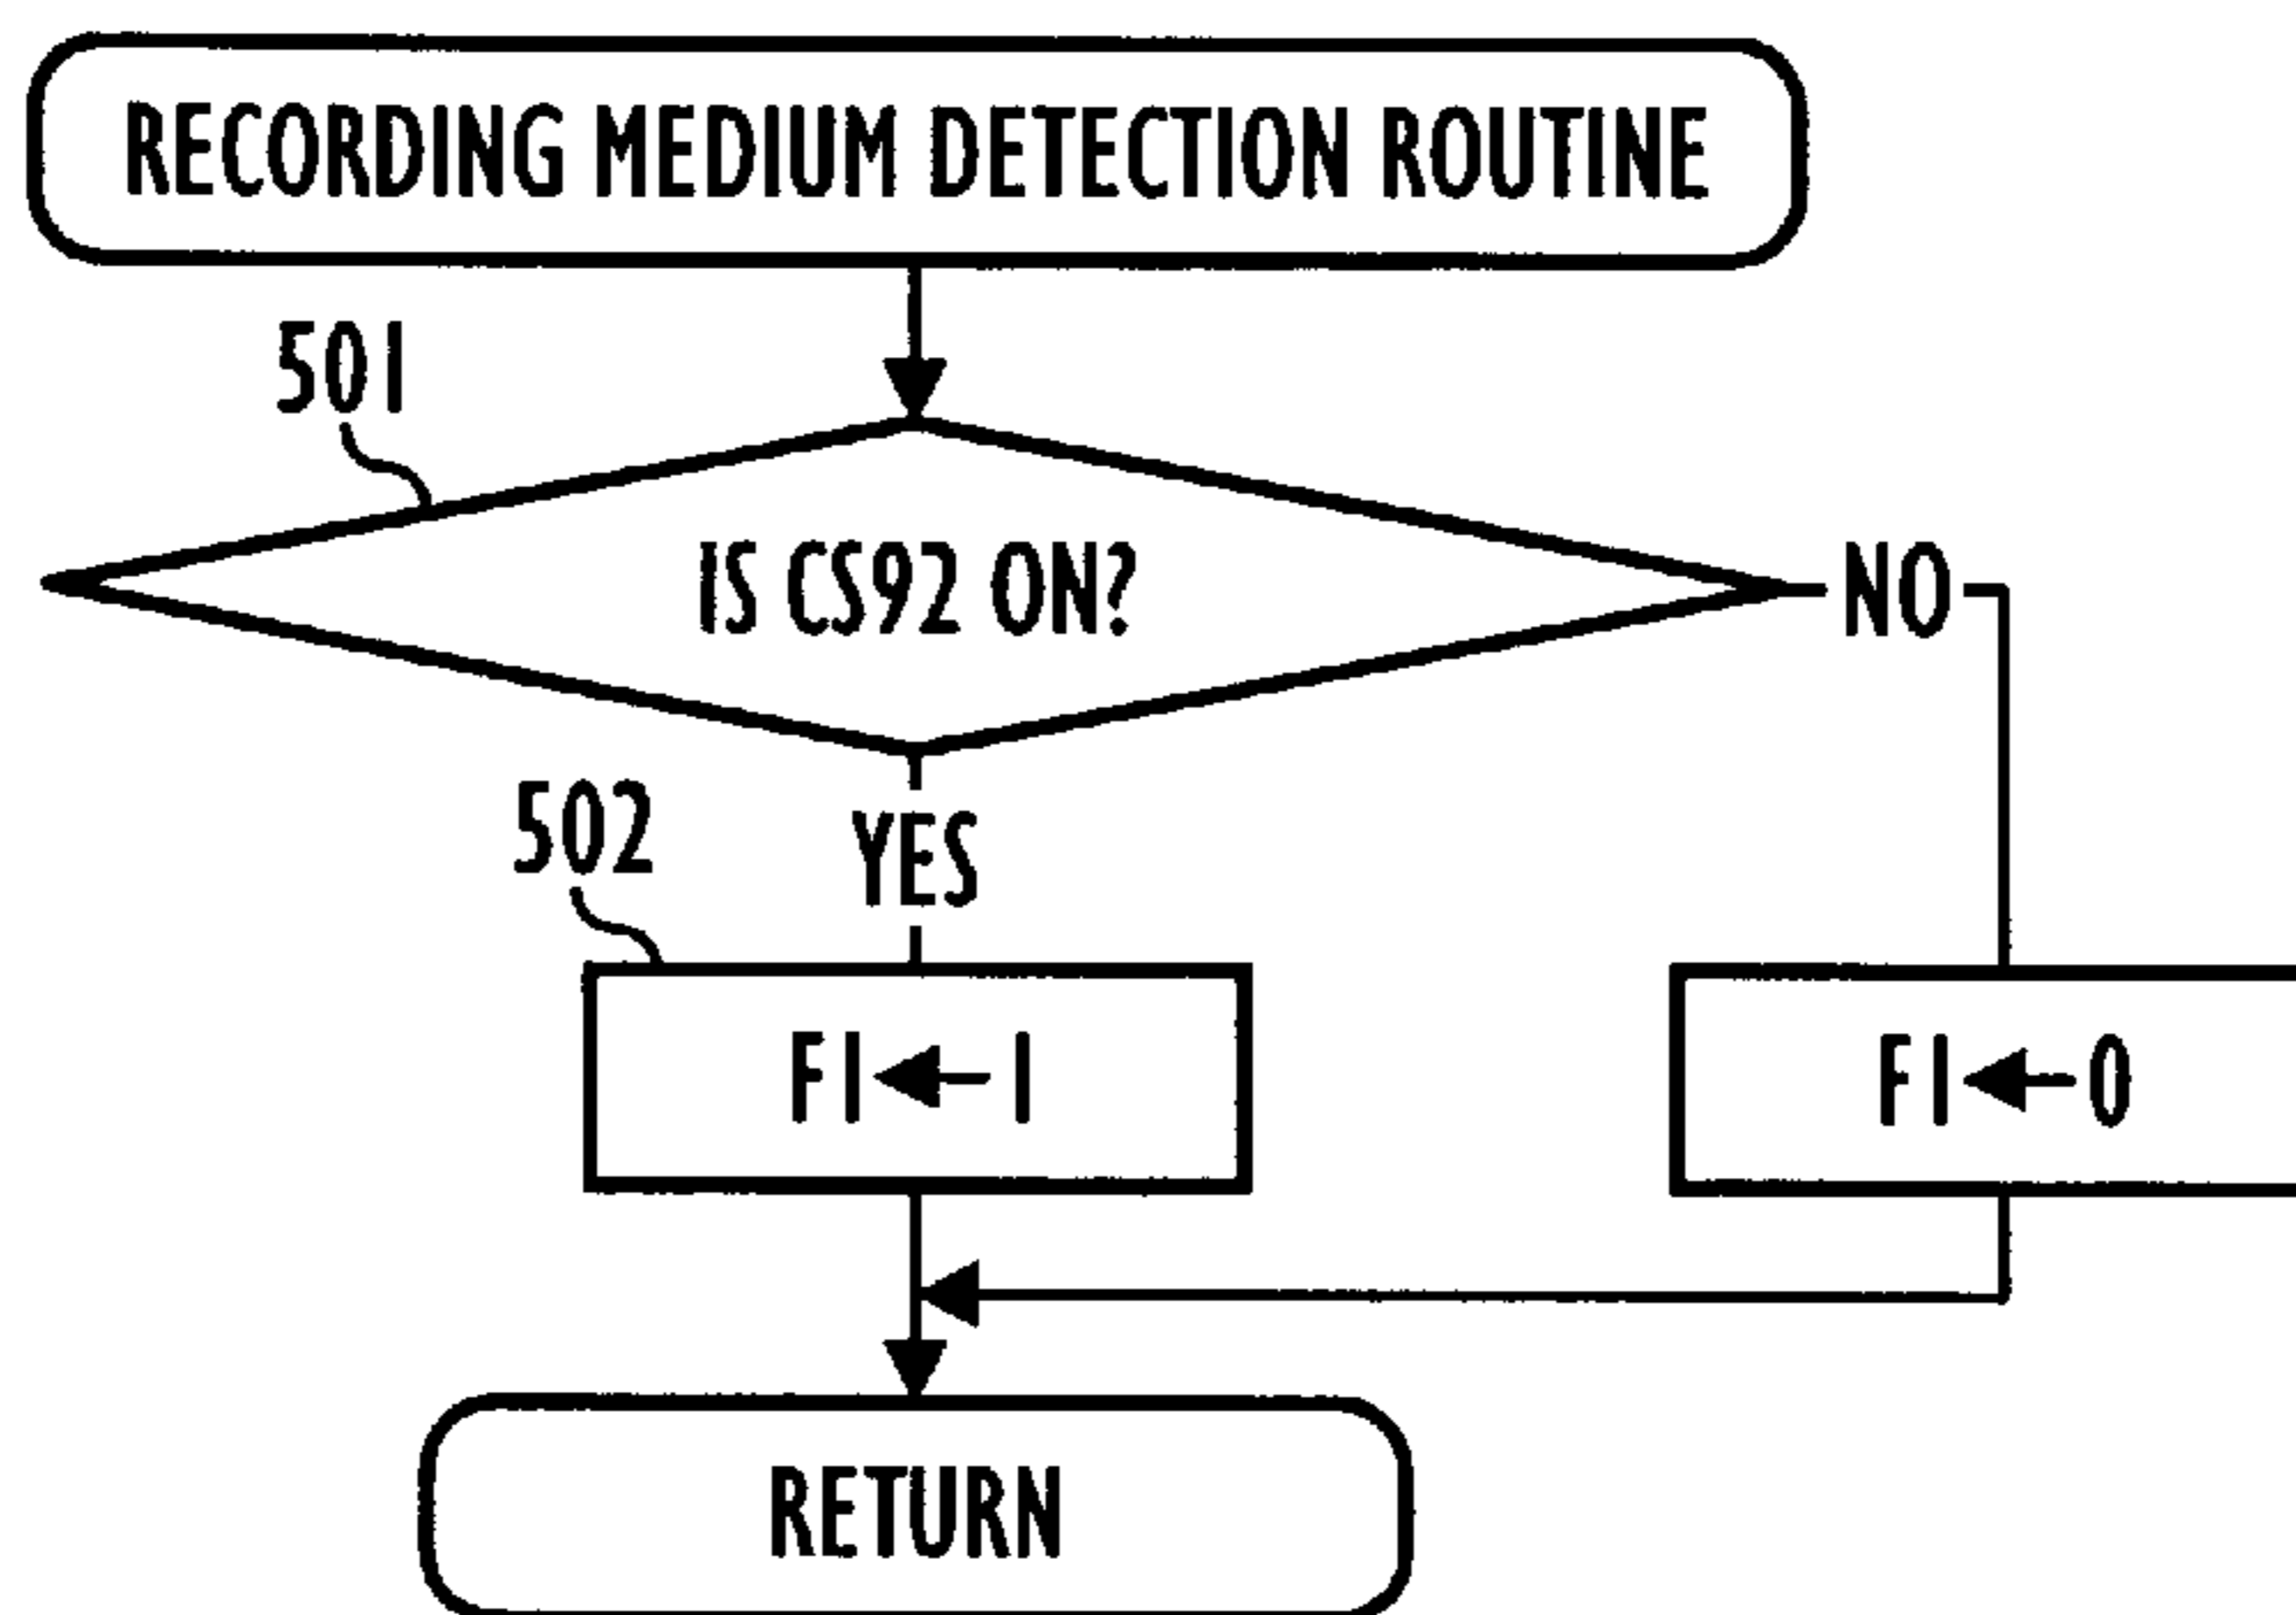 RECORDING MEDIUM DETECTION ROUTINE
501
IS CS92 ON?
NO
502
YES
F1←1
F1←0
RETURN